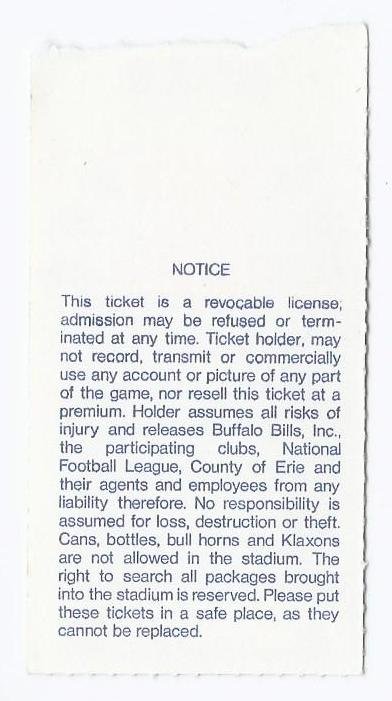 NOTICE
This ticket is a revocable license;
admission may be refused or term-
inated at any time. Ticket holder, may
not record, transmit or commercially
use any account or picture of any part
of the game, nor resell this ticket at a
premium. Holder assumes all risks of
injury and releases Buffalo Bills, Inc.,
the participating clubs, National
Football League, County of Erie and
their agents and employees from any
liability therefore. No responsibility is
assumed for loss, destruction or theft.
Cans, bottles, bull horns and Klaxons
are not allowed in the stadium. The
right to search all packages brought
into the stadium is reserved. Please put
these tickets in a safe place, as they
cannot be replaced.